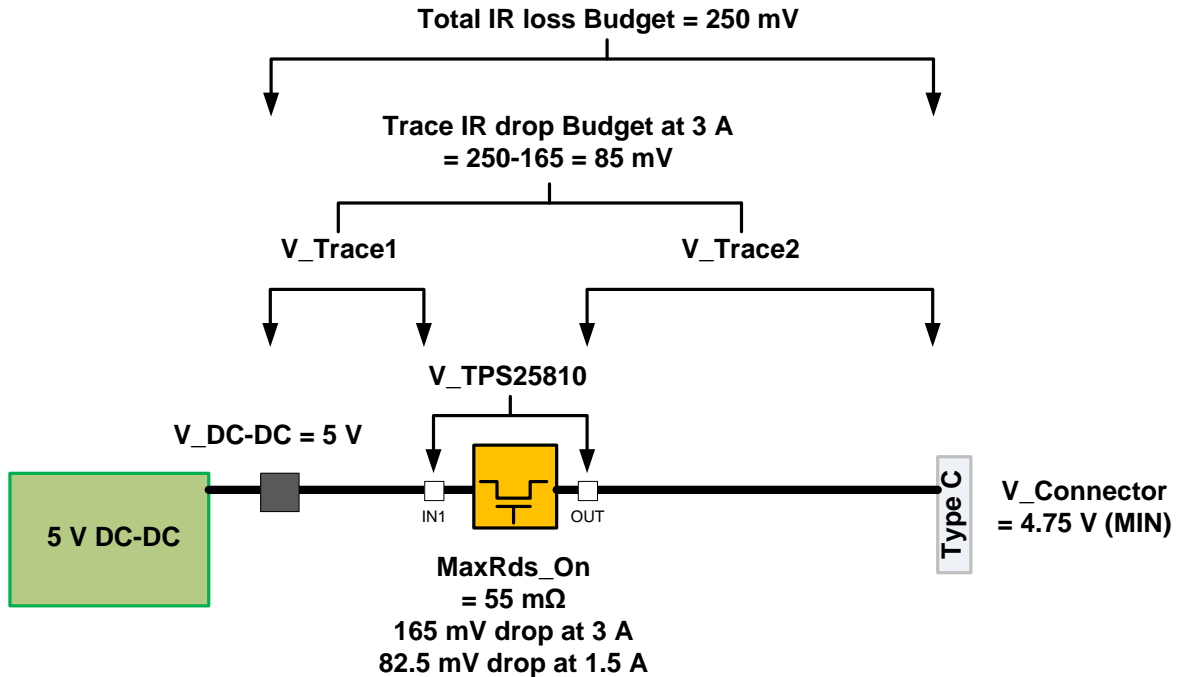 Total IR loss Budget = 250 mV
Trace IR drop Budget at 3 A
= 250-165 = 85 mV
V_Trace1
V_Trace2
V_TPS25810
V_DC-DC = 5 V
5 V DC-DC
IN1
OUT
Type C
V_Connector
= 4.75 V (MIN)
MaxRds_On
= 55 mΩ
165 mV drop at 3 A
82.5 mV drop at 1.5 A